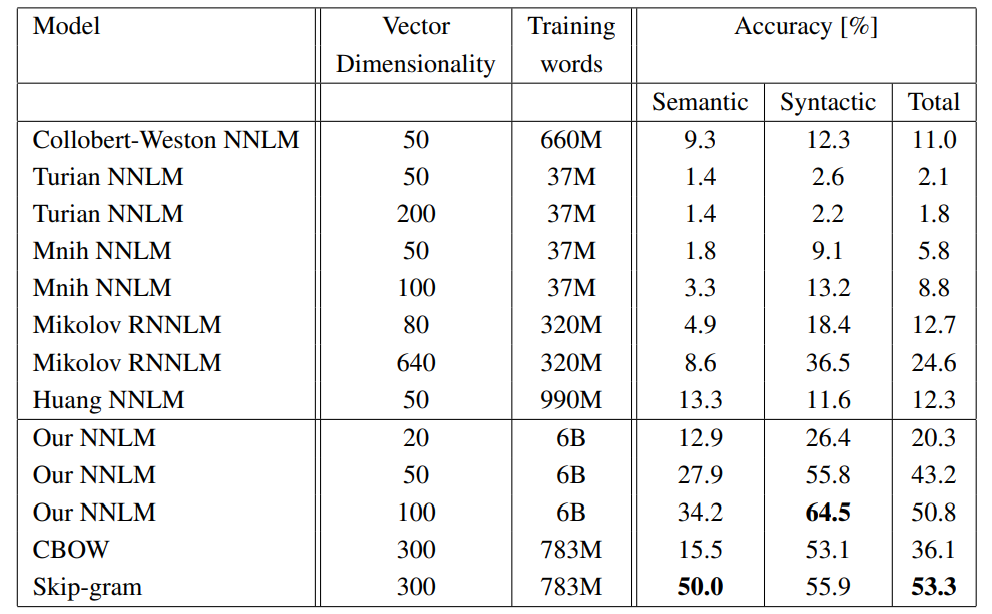 Model Vector Training Accuracy [%]
Dimensionality words
Semantic Syntactic Total
Collobert-Weston NNLM 50 660M 9.3 12.3 11.0
Turian NNLM 50 37M 1.4 2.6 2.1
Turian NNLM 200 37M 1.4 2.2 1.8
Mnih NNLM 50 37M 1.8 9.1 5.8
Mnih NNLM 100 37M 3.3 13.2 8.8
Mikolov RNNLM 80 320M 4.9 18.4 12.7
Mikolov RNNLM 640 320M 8.6 36.5 24.6
Huang NNLM 50 990M 13.3 11.6 12.3
Our NNLM 20 6B 12.9 26.4 20.3
Our NNLM 50 6B 27.9 55.8 43.2
Our NNLM 100 6B 34.2 64.5 50.8
CBOW 300 783M 15.5 53.1 36.1
Skip-gram 300 783M 50.0 55.9 53.3